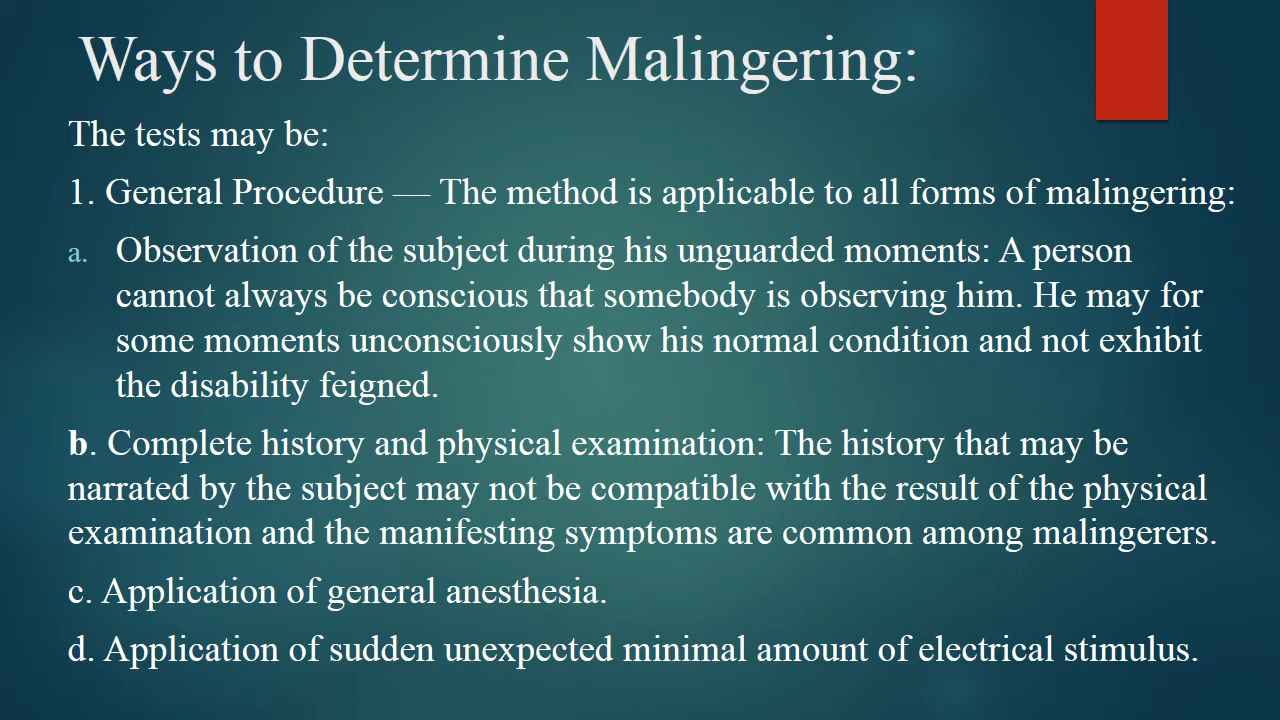 Ways to Determine Malingering:
The tests may be:
1. General Procedure — The method is applicable to all forms of malingering:
a. Observation of the subject during his unguarded moments: A person
cannot always be conscious that somebody is observing him. He may for
some moments unconsciously show his normal condition and not exhibit
the disability feigned.
b. Complete history and physical examination: The history that may be
narrated by the subject may not be compatible with the result of the physical
examination and the manifesting symptoms are common among malingerers.
c. Application of general anesthesia.
d. Application of sudden unexpected minimal amount of electrical stimulus.